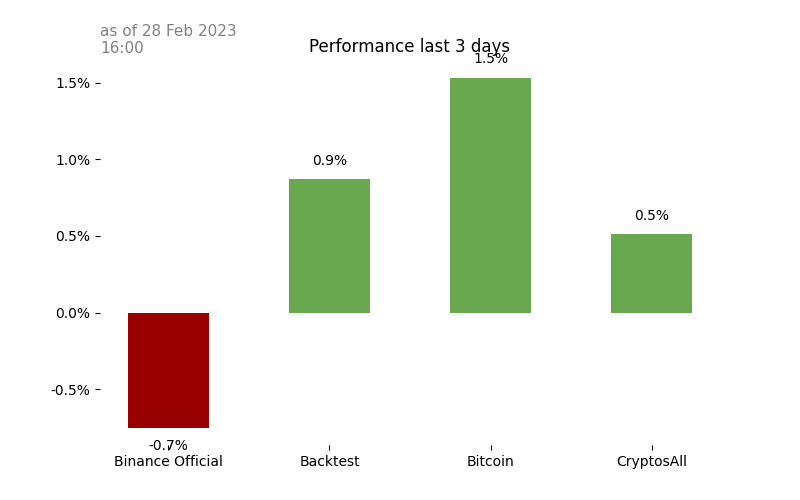 as of 28 Feb 2023
16:00
Performance last 3 days
1.5%
1.5%
1.0%
0.9%
0.5%
0.5%
0.0%
-0.5%
-0.7%
Binance Official
Backtest
Bitcoin
CryptosAll